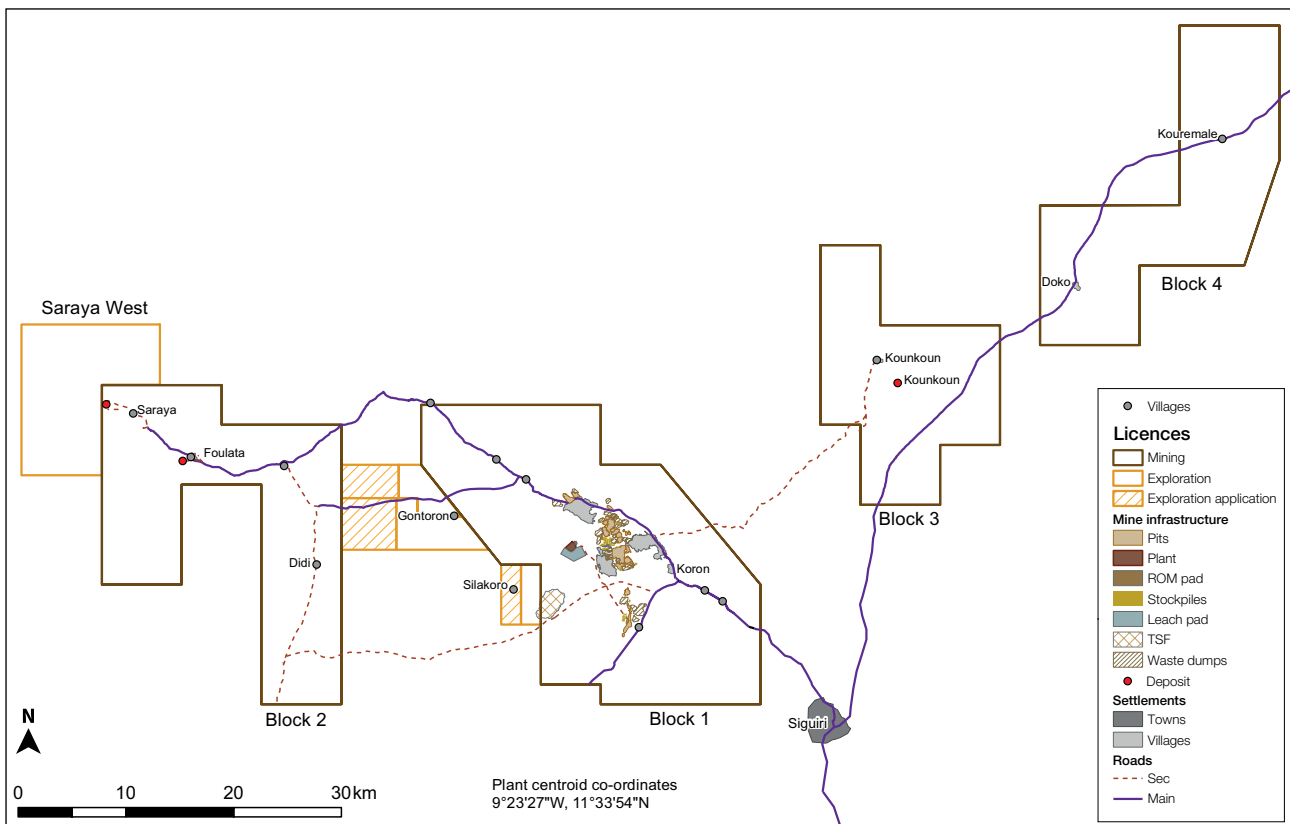 Kouremale
Doko
Block 4
Saraya West
Kounkoun
Kounkoun
Saraya
Foulata
Block 3
Gontoron
Didi
Silakoro
Koron
Block 2
Block 1
Siguiri
N
0 10 20 30 km
Plant centroid co-ordinates
9°23'27"W, 11°33'54"N
Villages
Licences
Mining
Exploration
Exploration application
Mine infrastructure
Pits
Plant
ROM pad
Stockpiles
Leach pad
TSF
Waste dumps
Deposit
Settlements
Towns
Villages
Roads
Sec
Main